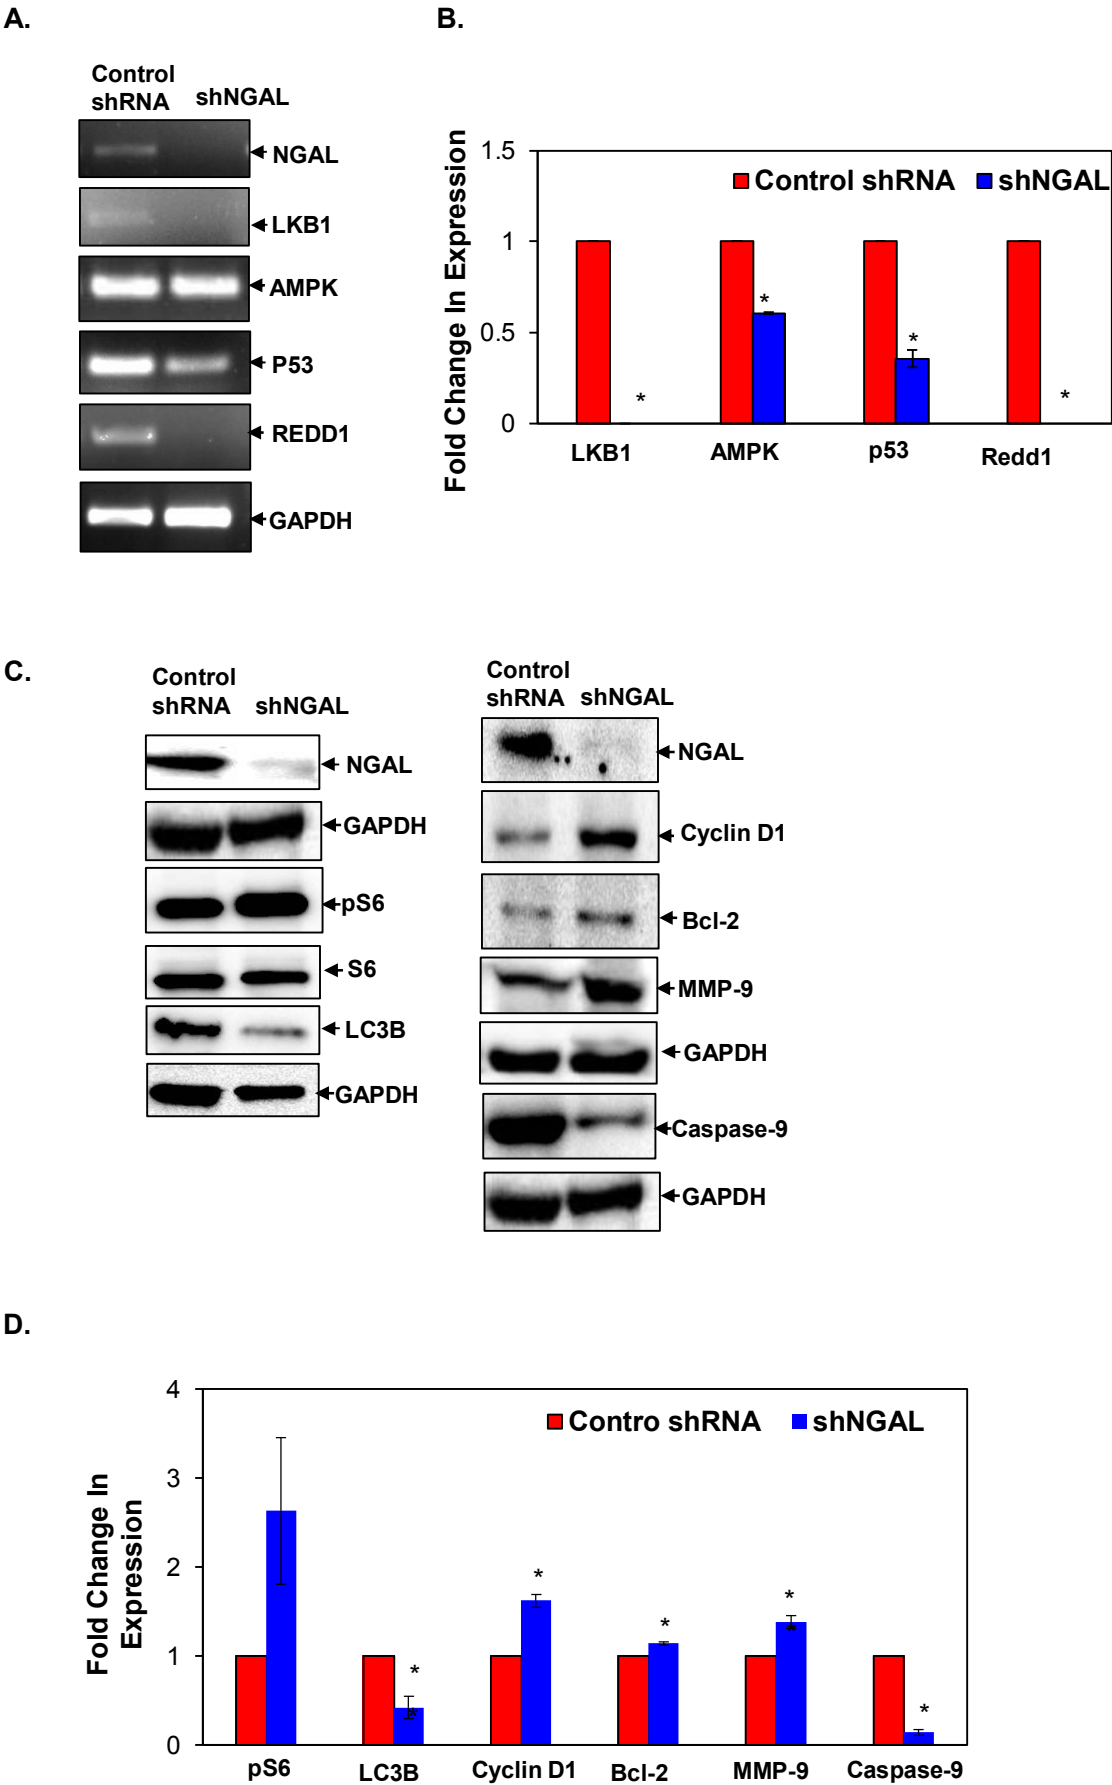 A.
Control
shRNA shNGAL
NGAL
LKB1
AMPK
P53
REDD1
GAPDH
B.
Fold Change In Expression
1.5
1
0.5
0
Control shRNA shNGAL
*
*
*
*
LKB1 AMPK p53 Redd1
C.
Control
shRNA shNGAL
NGAL
GAPDH
pS6
S6
LC3B
GAPDH
Control
shRNA shNGAL
NGAL
Cyclin D1
Bcl-2
MMP-9
GAPDH
Caspase-9
GAPDH
D.
Fold Change In
Expression
4
3
2
1
0
Contro shRNA shNGAL
*
*
*
*
*
*
*
pS6 LC3B Cyclin D1 Bcl-2 MMP-9 Caspase-9